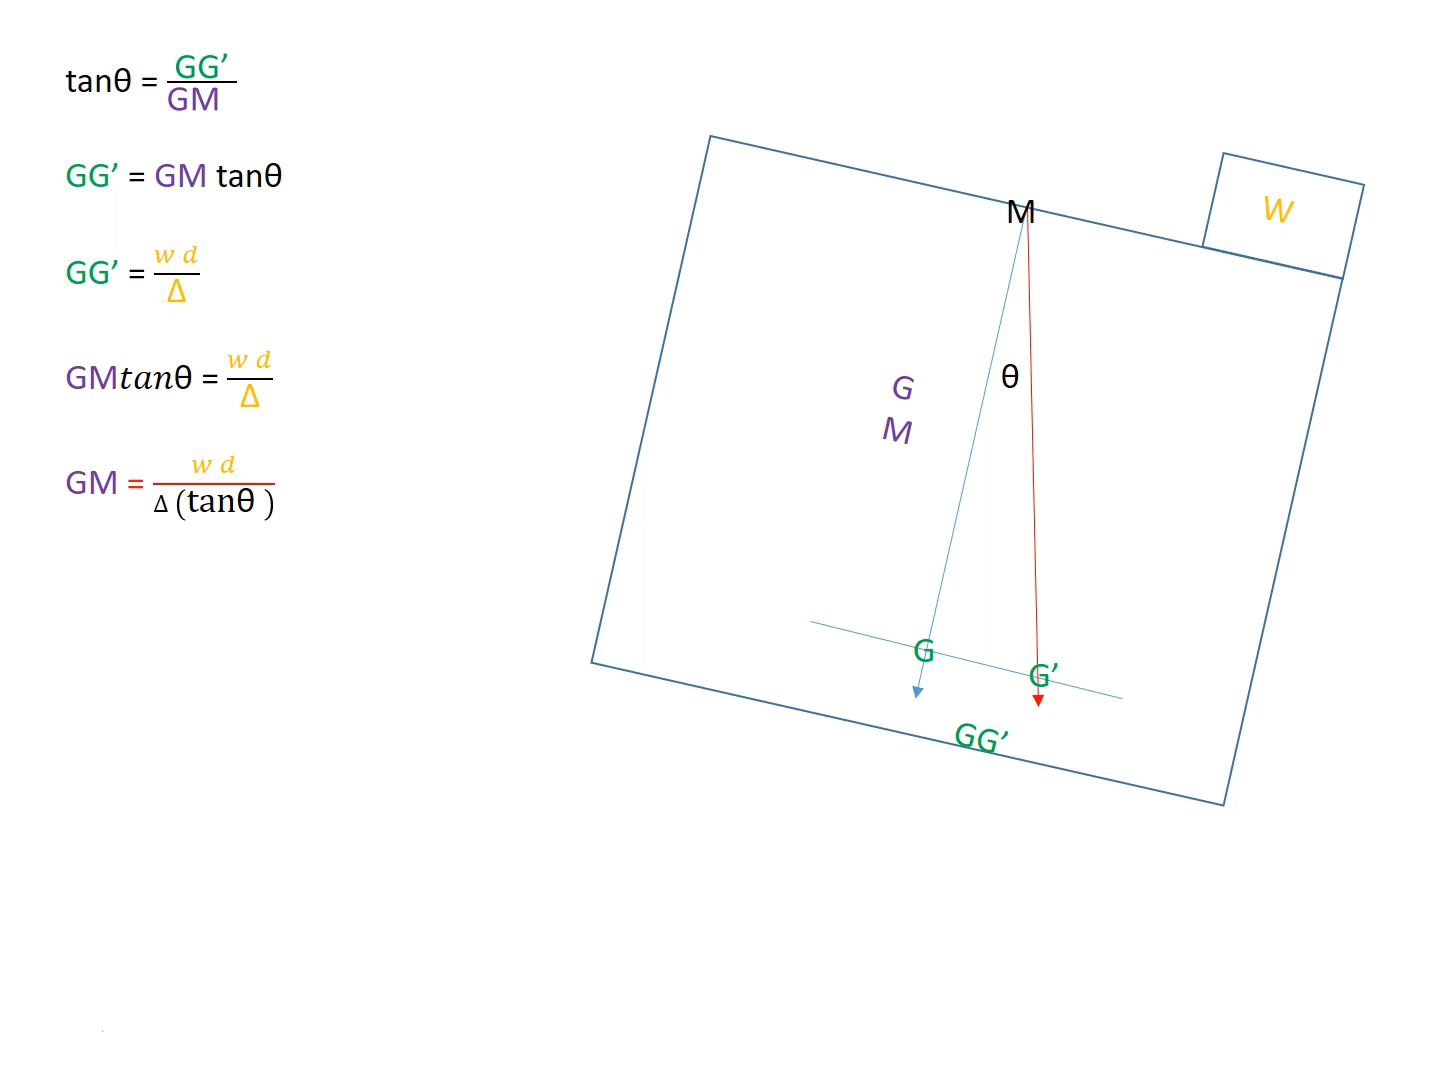 tanθ = GG’/GM
GG’ = GM tanθ
GG’ = w d/Δ
GMtanθ = w d/Δ
GM = w d/Δ (tanθ )
M
W
θ
G
M
G
G’
GG’